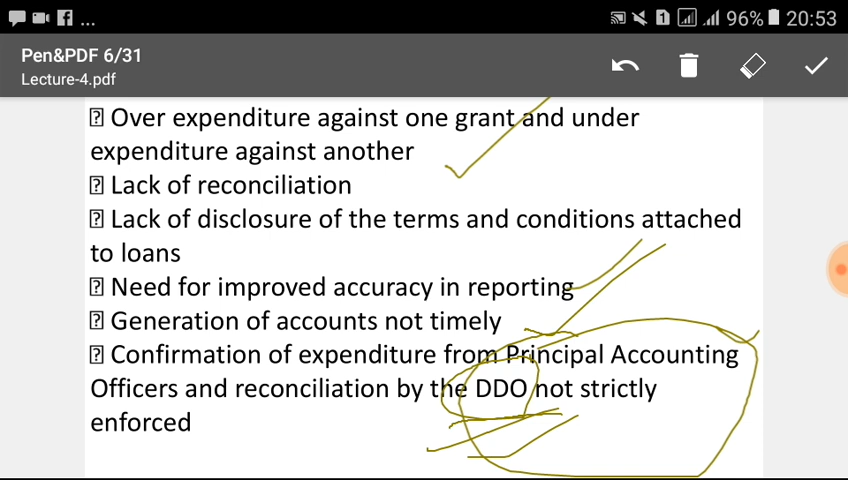 ... 96% 20:53
Pen&PDF 6/31
Lecture-4.pdf
Over expenditure against one grant and under
expenditure against another
Lack of reconciliation
Lack of disclosure of the terms and conditions attached
to loans
Need for improved accuracy in reporting
Generation of accounts not timely
Confirmation of expenditure from Principal Accounting
Officers and reconciliation by the DDO not strictly
enforced